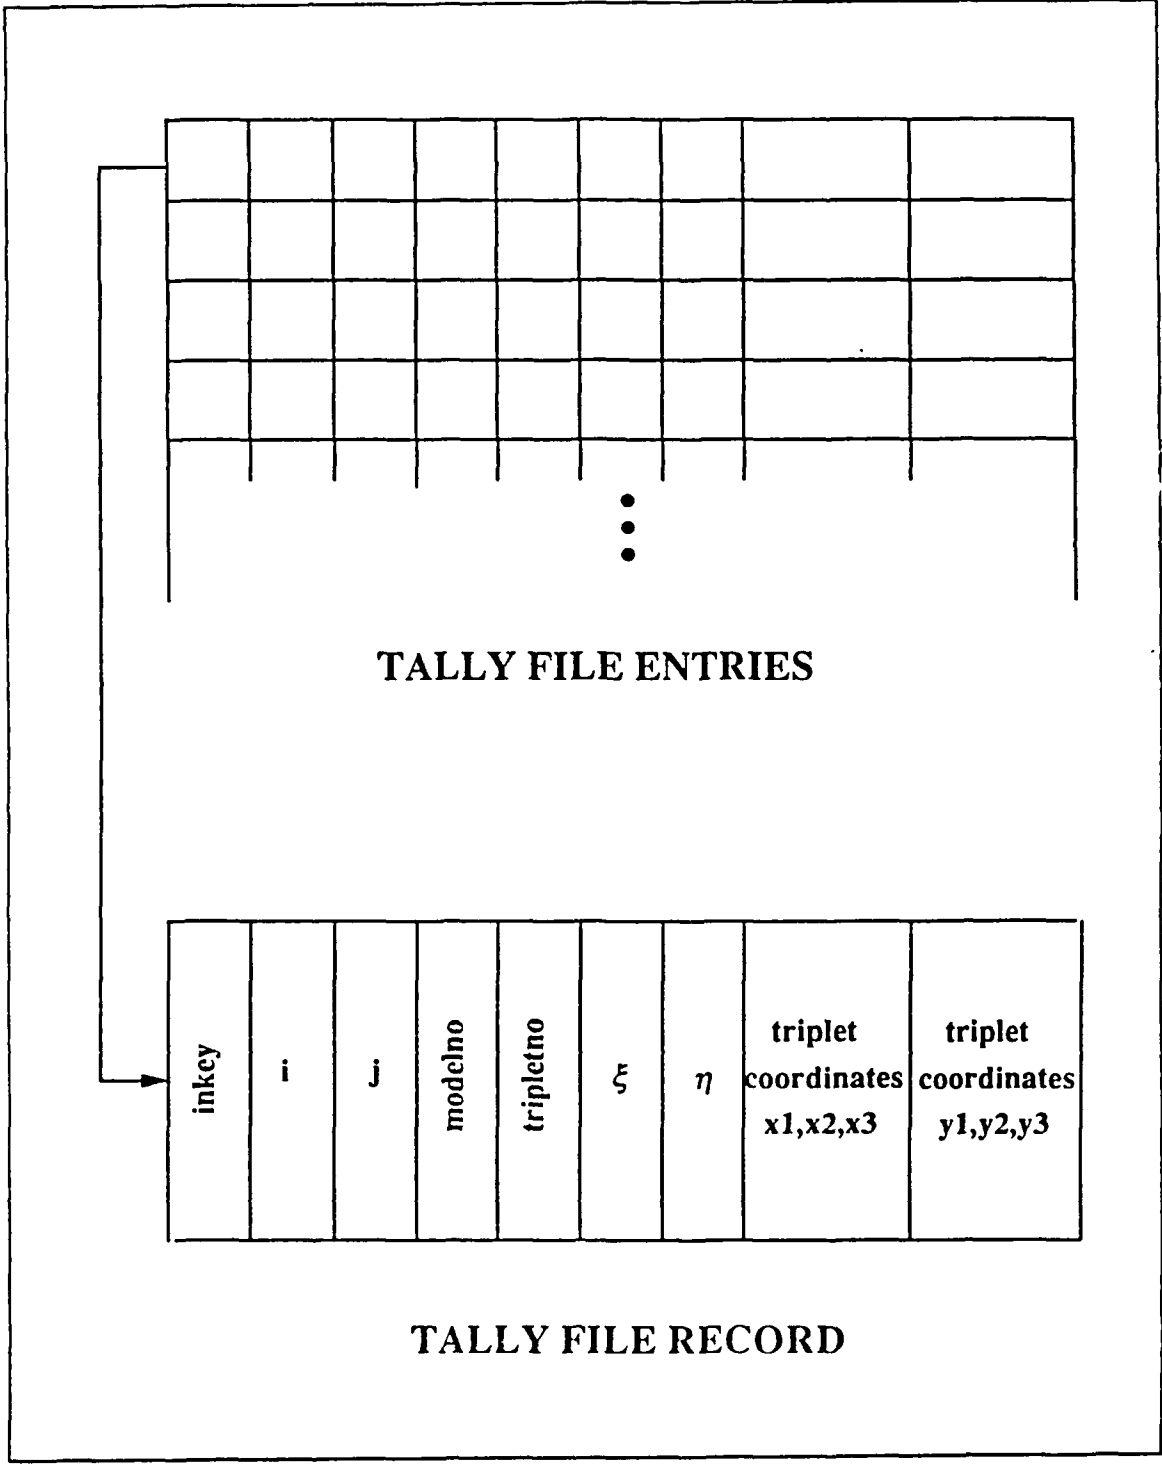 TALLY FILE ENTRIES
inkey
i
j
modelno
tripletno
ξ
η
triplet
coordinates
x1,x2,x3
triplet
coordinates
y1,y2,y3
TALLY FILE RECORD